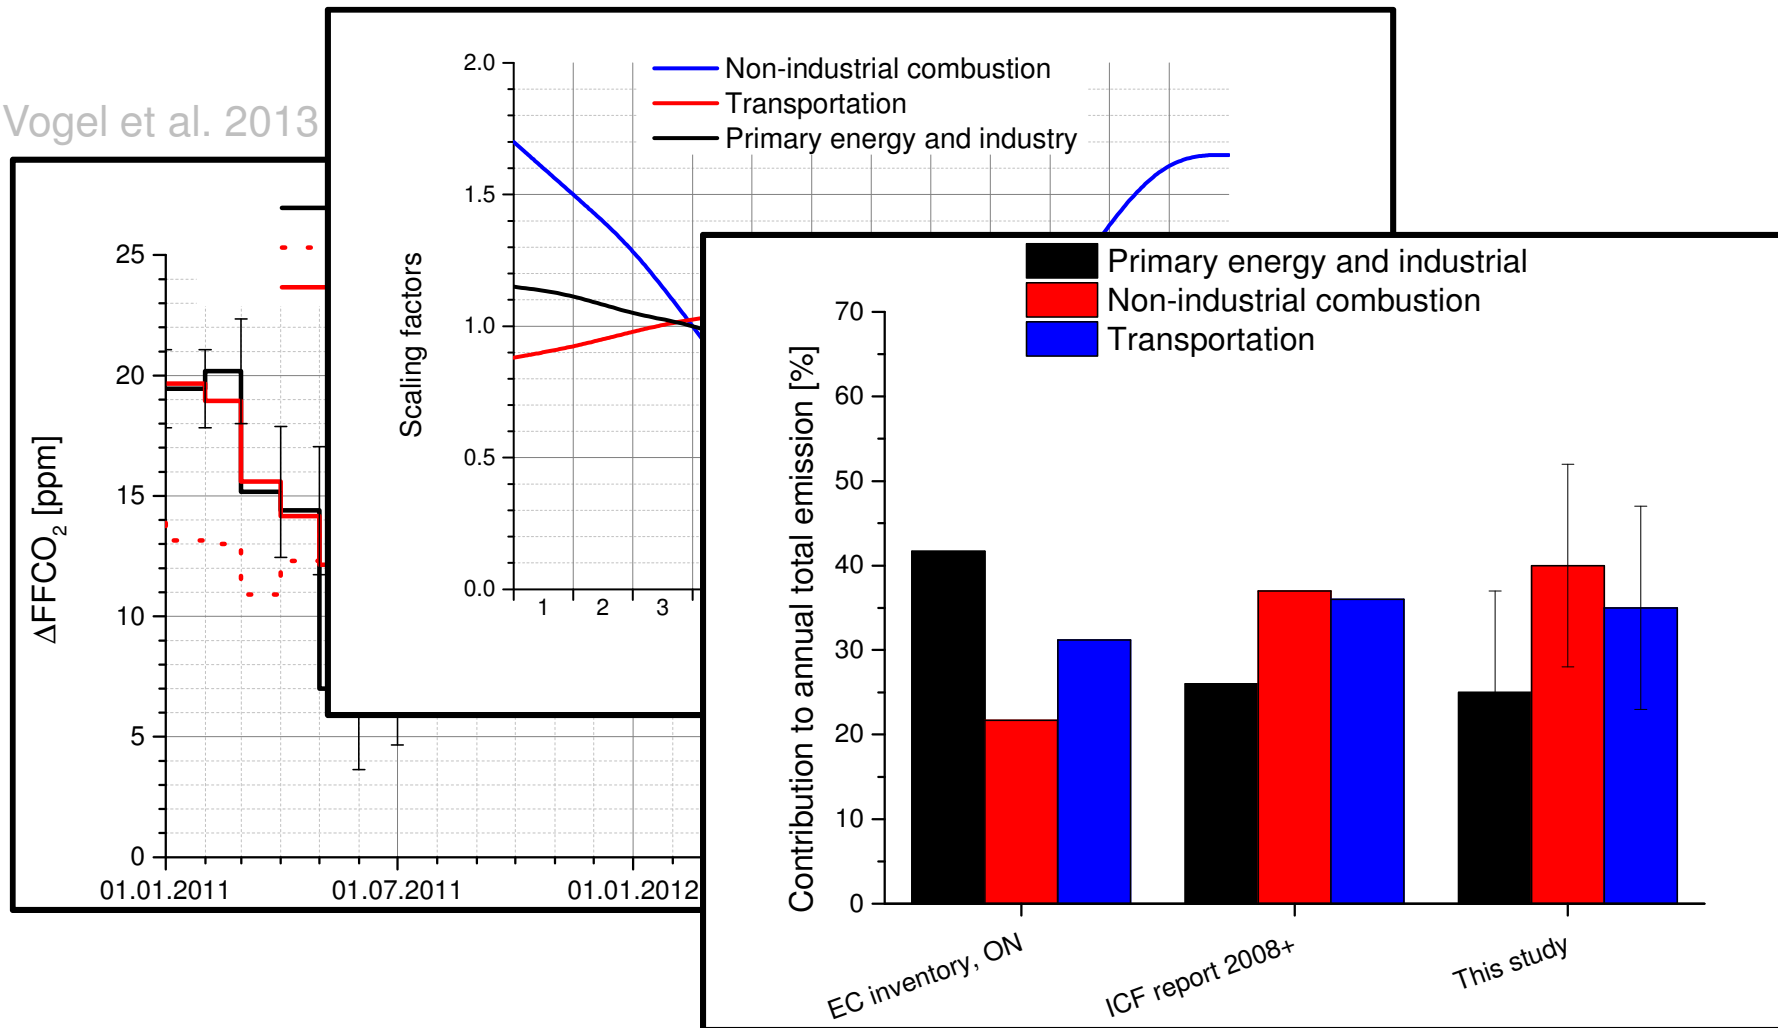 Vogel et al. 2013
25
20
15
10
5
0
ΔFFCO2 [ppm]
01.01.2011
01.07.2011
01.01.2012
Non-industrial combustion
Transportation
Primary energy and industry
2.0
1.5
1.0
0.5
0.0
Scaling factors
1
2
3
Primary energy and industrial
Non-industrial combustion
Transportation
70
60
50
40
30
20
10
0
Contribution to annual total emission [%]
EC inventory, ON
ICF report 2008+
This study